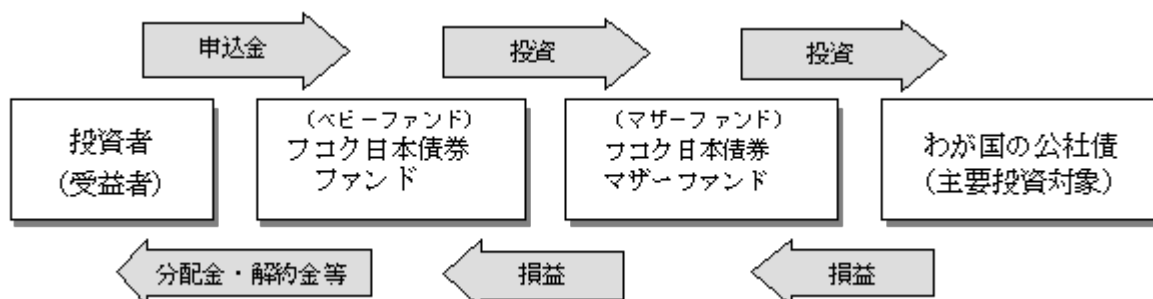 申込金
投資
投資
投資者
(受益者)
(ベビーファンド)
フコク日本債券
ファンド
(マザーファンド)
フコク日本債券
マザーファンド
わが国の公社債
(主要投資対象)
分配金・解約金等
損益
損益